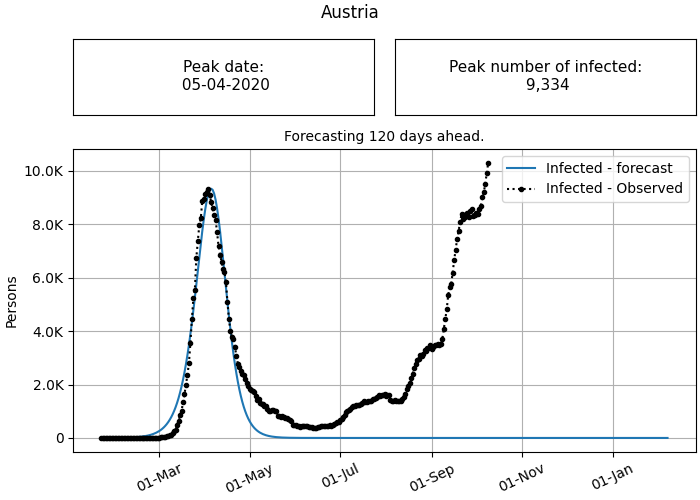 Austria
Peak date:
05-04-2020
Peak number of infected:
9,334
Forecasting 120 days ahead.
Infected - forecast
Infected - Observed
Persons
10.0K
8.0K
6.0K
4.0K
2.0K
0
01-Mar
01-May
01-Jul
01-Sep
01-Nov
01-Jan